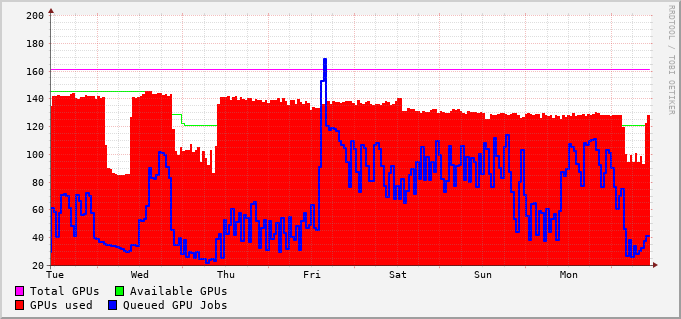 200
180
160
140
120
100
80
60
40
20
Tue Wed Thu Fri Sat Sun Mon
Total GPUs Available GPUs
GPUs used Queued GPU Jobs
RRDTOOL / TOBI OETIKER